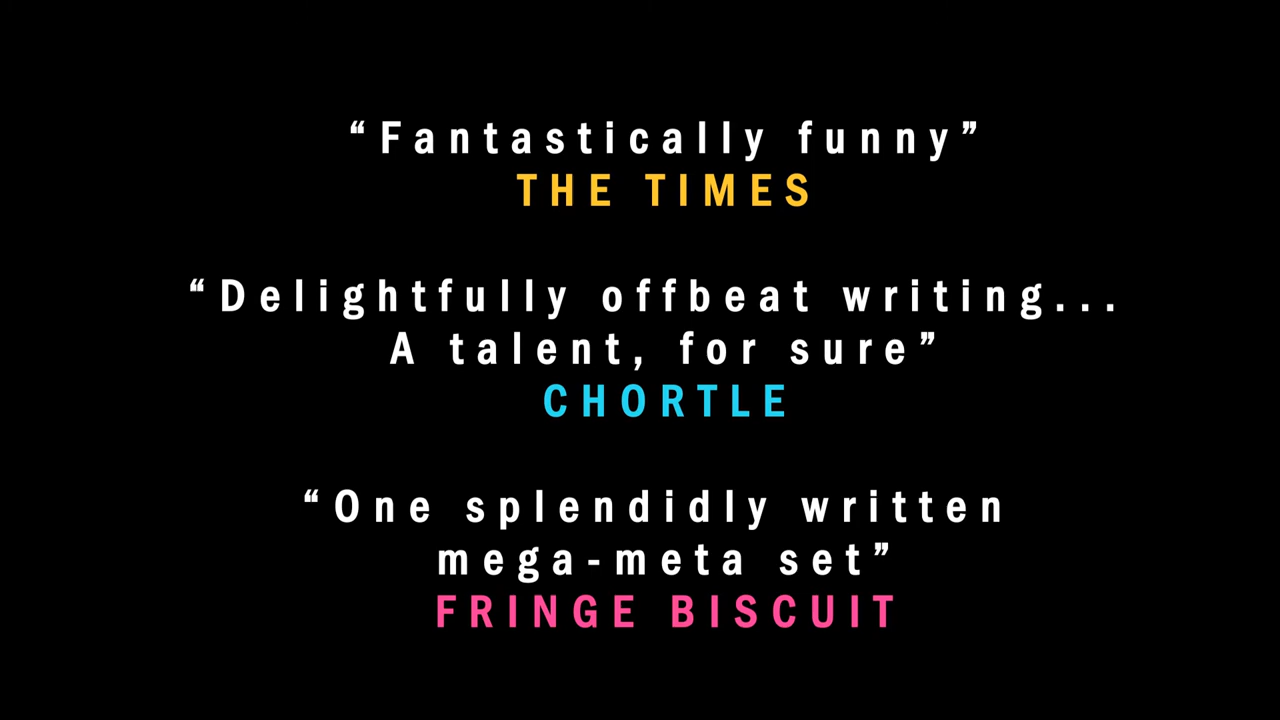 “Fantastically funny”
THE TIMES
“Delightfully offbeat writing...
A talent, for sure”
CHORTLE
“One splendidly written
mega-meta set”
FRINGE BISCUIT